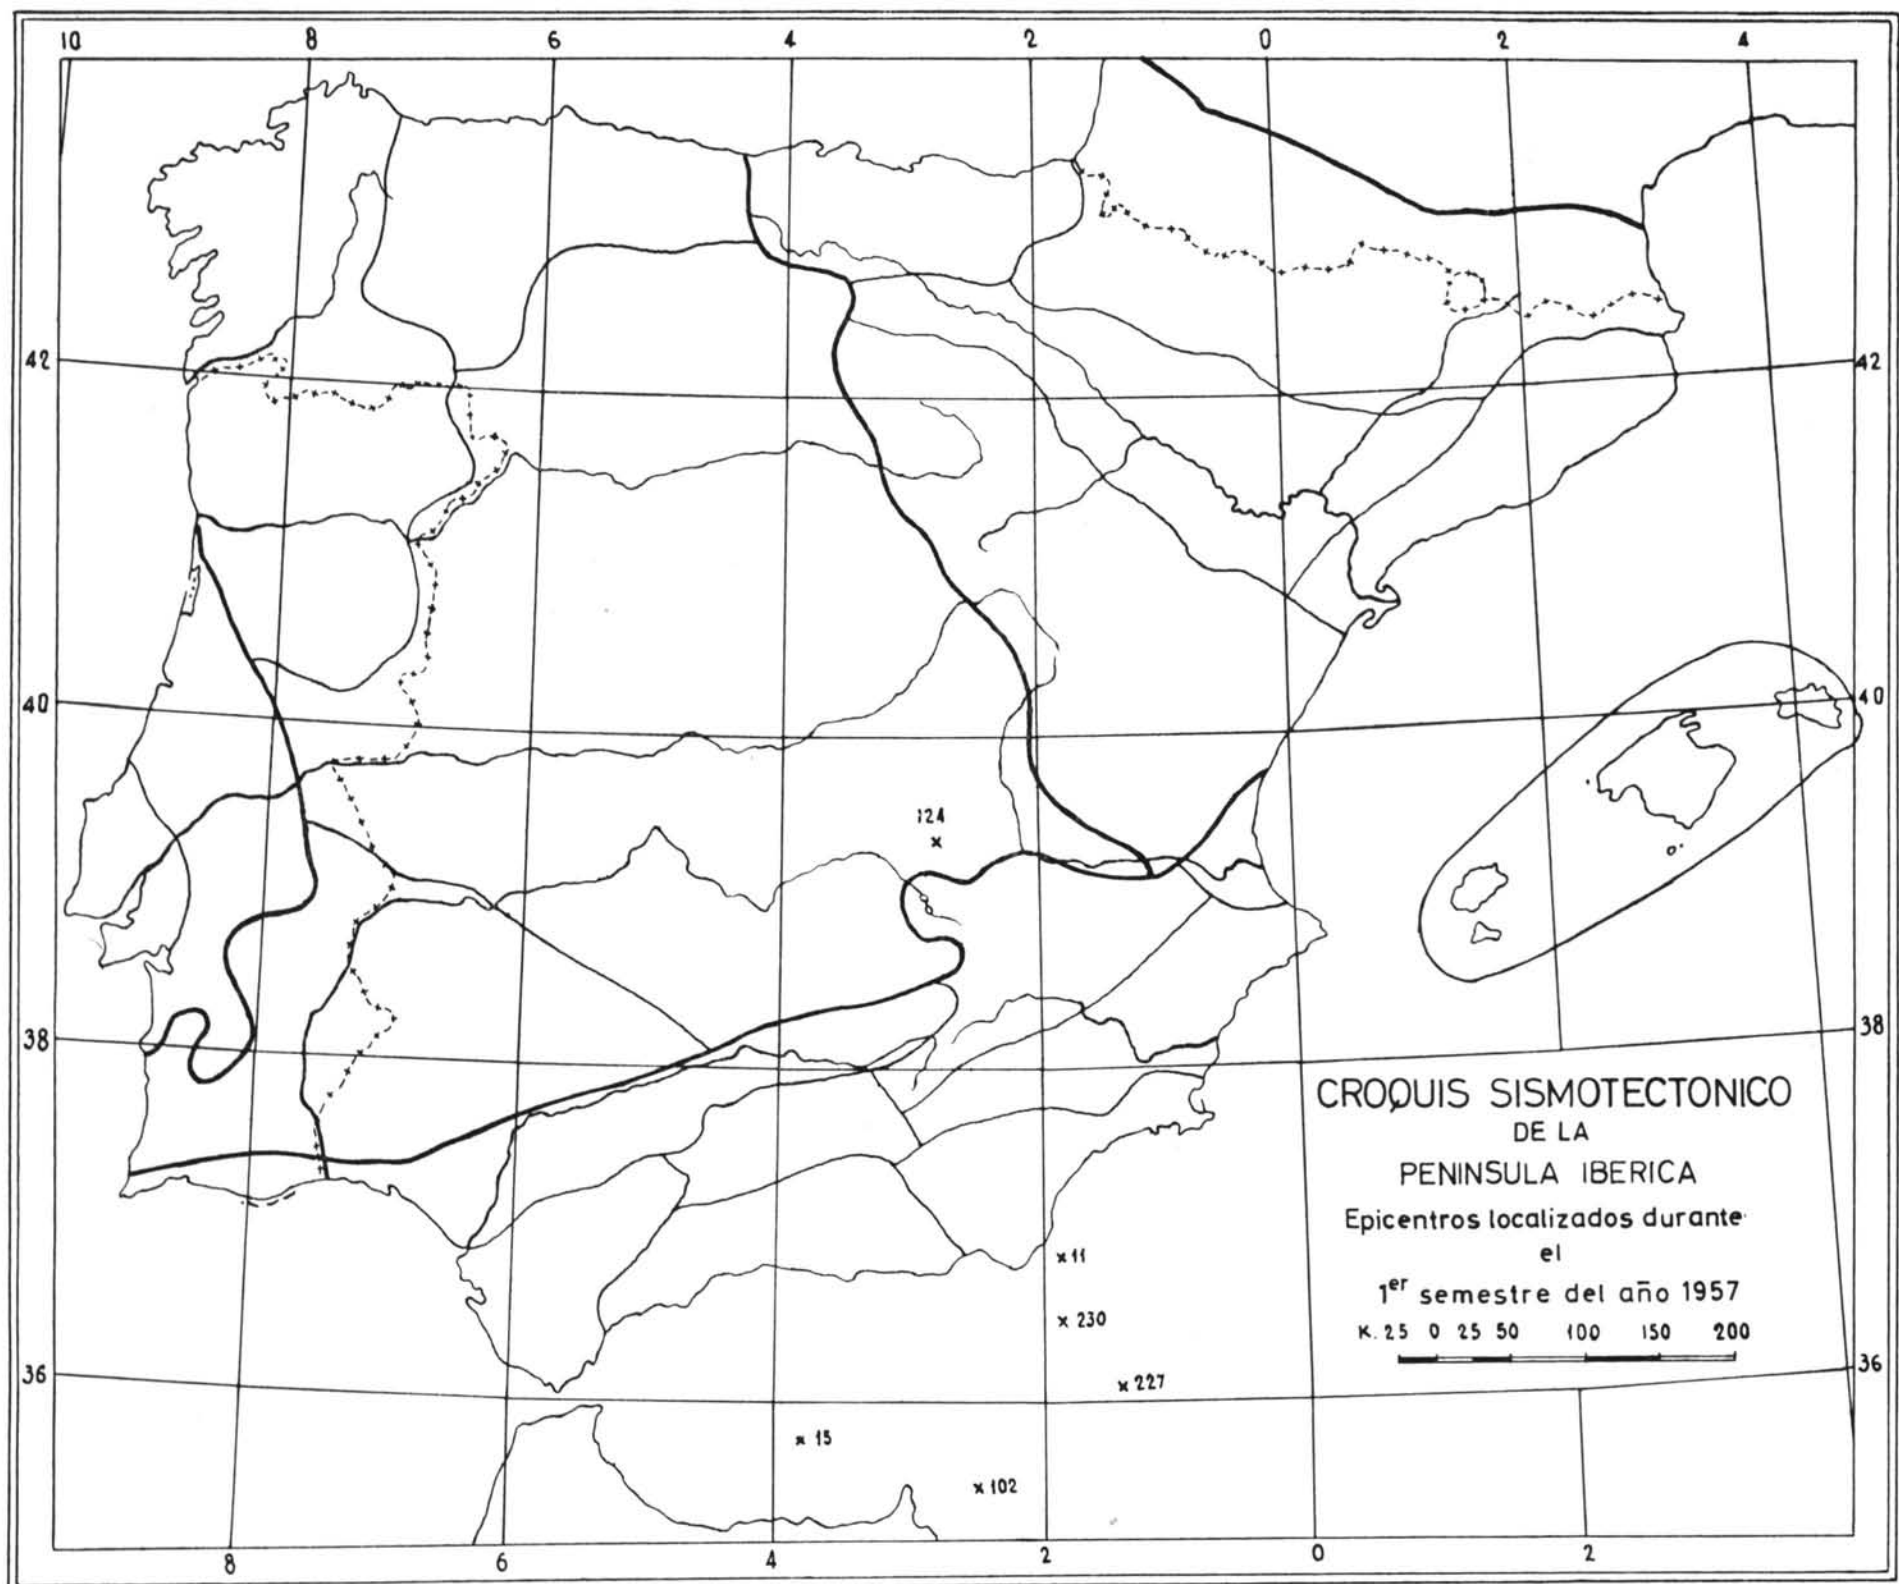 10 8 6 4 2 0 2 4
42 42
40 40
124
38 38
CROQUIS SISMOTECTONICO
DE LA
PENINSULA IBERICA
Epicentros localizados durante
el
1er semestre del año 1957
K. 25 0 25 50 100 150 200
11
230
36 36
227
15
102
8 6 4 2 0 2